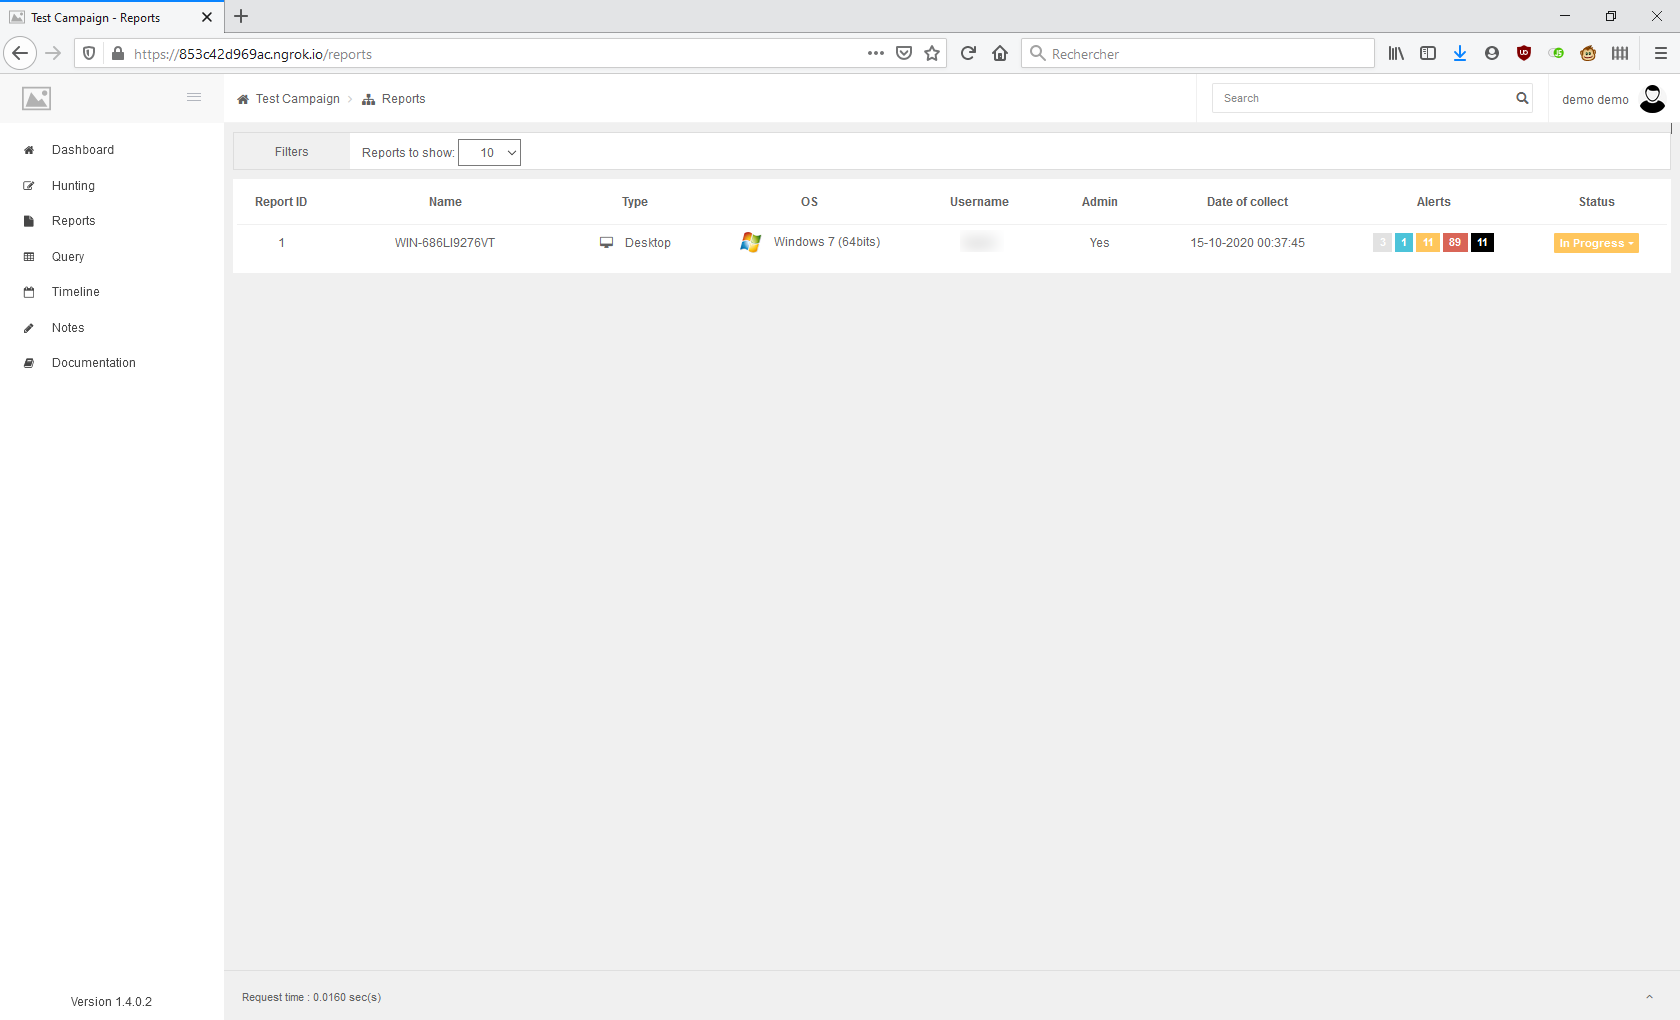 Test Campaign - Reports
https://853c42d969ac.ngrok.io/reports
Rechercher
Test Campaign
Reports
Search
demo demo
Dashboard
Hunting
Reports
Query
Timeline
Notes
Documentation
Version 1.4.0.2
Filters
Reports to show: 10
Report ID Name Type OS Username Admin Date of collect Alerts Status
1 WIN-686LI9276VT Desktop Windows 7 (64bits) Yes 15-10-2020 00:37:45 3 1 11 89 11 In Progress
Request time : 0.0160 sec(s)